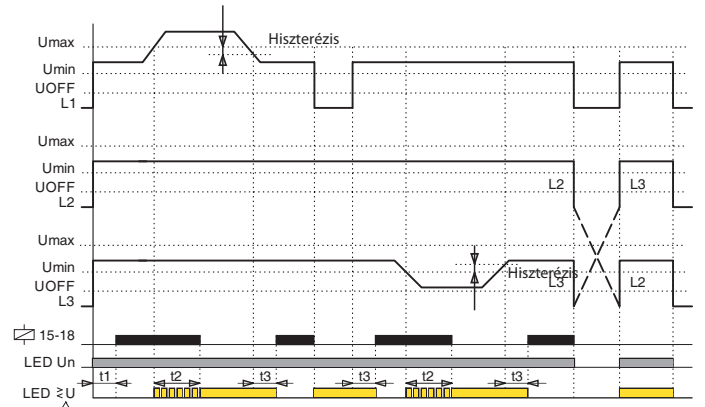 Hiszterézis
Umax
Umin
UOFF
L1
Umax
Umin
UOFF
L2
L2
L3
Umax
Umin
UOFF
L3
Hiszterézis
L3
L2
15-18
LED Un
t1
t2
t3
t3
t2
t3
LED ≷U